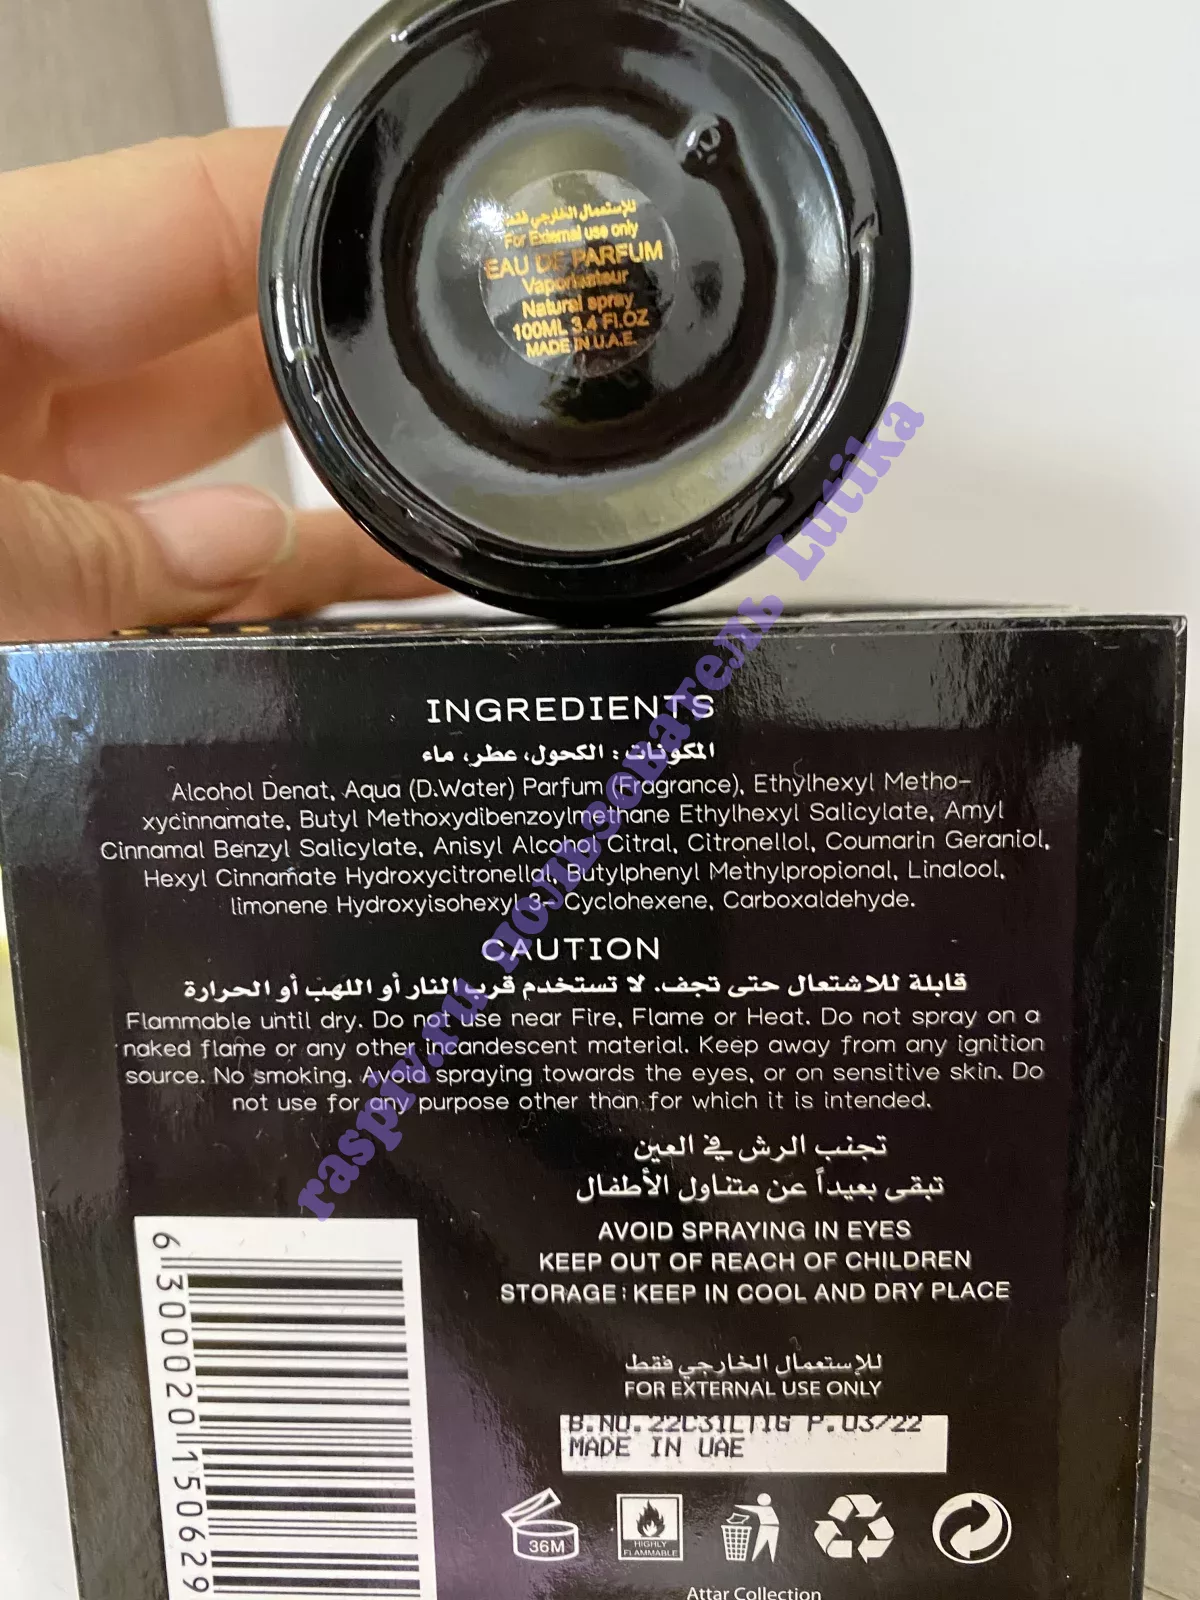 للإستعمال الخارجي فقط
For External use only
EAU DE PARFUM
Vaporisateur
Natural spray
100ML 3.4 Fl.OZ
MADE IN U.A.E.
INGREDIENTS
المكونات : الكحول، عطر، ماء
Alcohol Denat, Aqua (D.Water) Parfum (Fragrance), Ethylhexyl Metho-
xycinnamate, Butyl Methoxydibenzoylmethane Ethylhexyl Salicylate, Amyl
Cinnamal Benzyl Salicylate, Anisyl Alcohol Citral, Citronellol, Coumarin Geraniol,
Hexyl Cinnamate Hydroxycitronellal, Butylphenyl Methylpropional, Linalool,
limonene Hydroxyisohexyl 3- Cyclohexene, Carboxaldehyde.
CAUTION
قابلة للاشتعال حتى تجف. لا تستخدم قرب النار أو اللهب أو الحرارة
Flammable until dry. Do not use near Fire, Flame or Heat. Do not spray on a
naked flame or any other incandescent material. Keep away from any ignition
source. No smoking. Avoid spraying towards the eyes, or on sensitive skin. Do
not use for any purpose other than for which it is intended.
تجنب الرش في العين
تبقى بعيداً عن متناول الأطفال
AVOID SPRAYING IN EYES
KEEP OUT OF REACH OF CHILDREN
STORAGE : KEEP IN COOL AND DRY PLACE
للإستعمال الخارجي فقط
FOR EXTERNAL USE ONLY
B.NO. 22C31LTIG P.03/22
MADE IN UAE
36M
HIGHLY
FLAMMABLE
Attar Collection
6300020150629
raspiv.ru пользователь Lutika